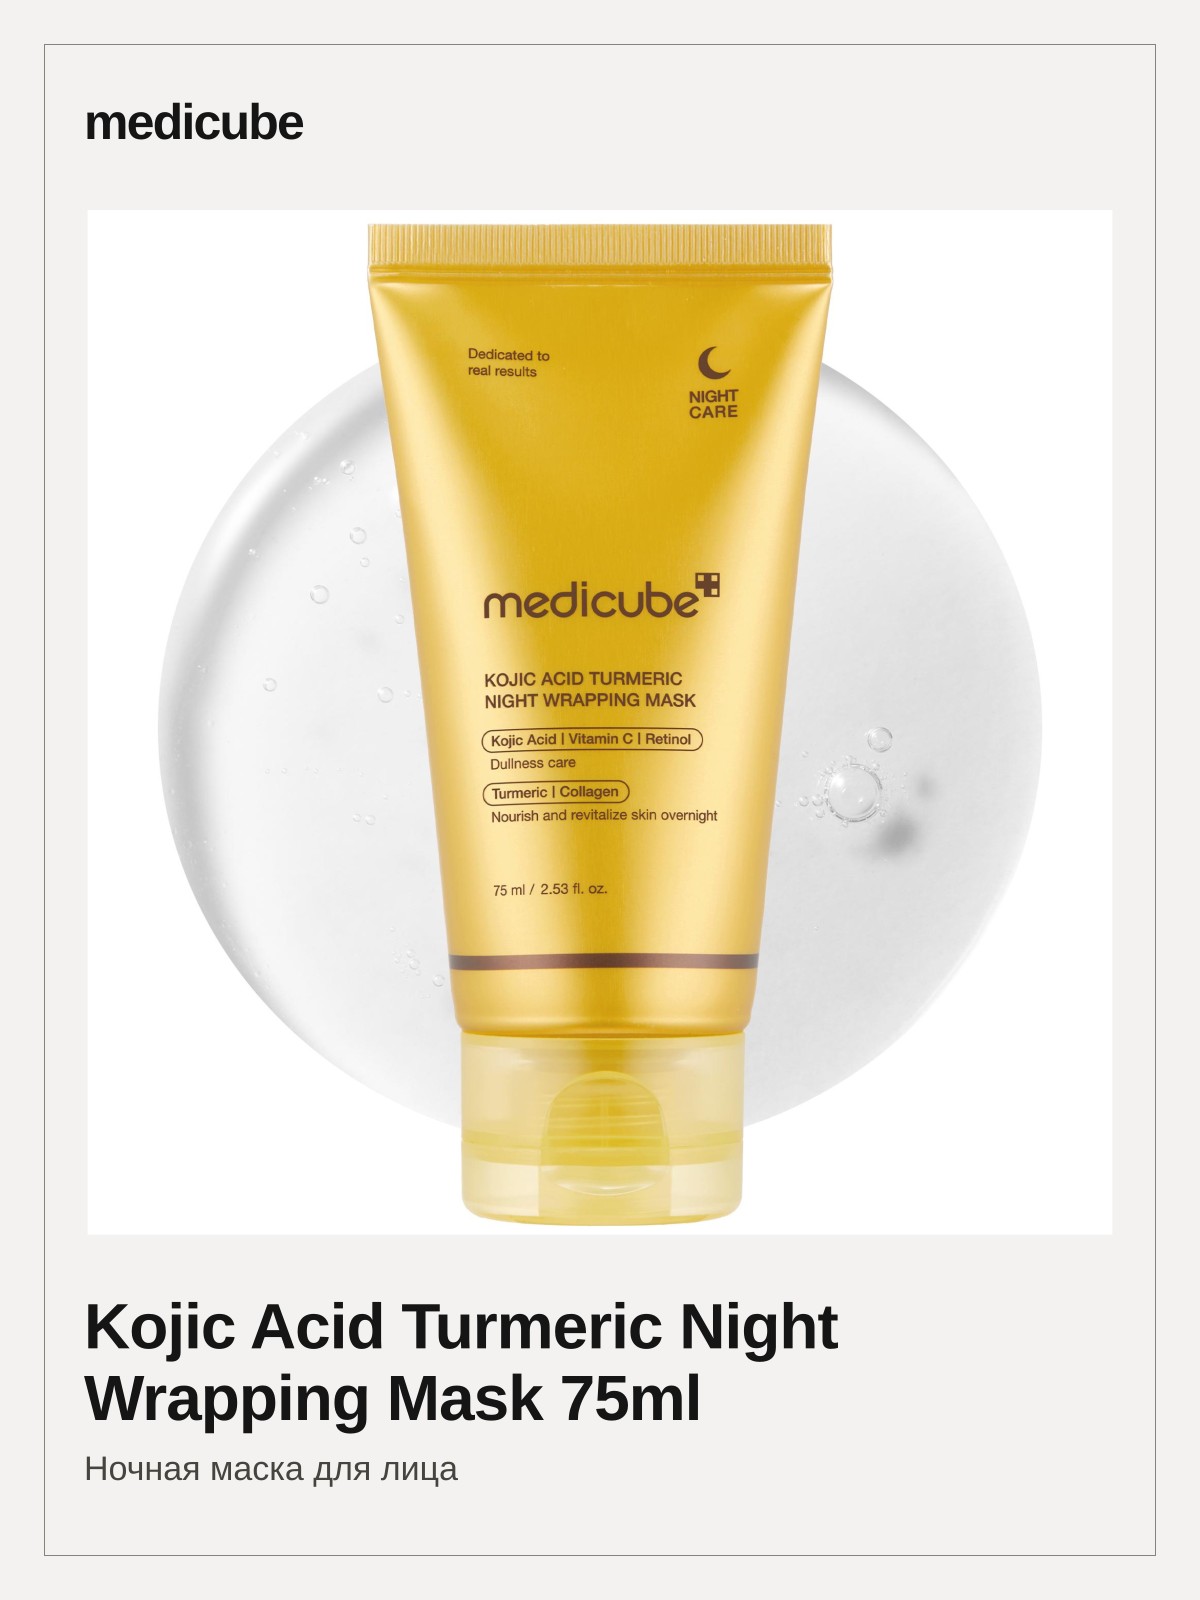 medicube
Dedicated to
real results
NIGHT
CARE
medicube
KOJIC ACID TURMERIC
NIGHT WRAPPING MASK
Kojic Acid | Vitamin C | Retinol
Dullness care
Turmeric | Collagen
Nourish and revitalize skin overnight
75 ml / 2.53 fl. oz.
Kojic Acid Turmeric Night
Wrapping Mask 75ml
Ночная маска для лица